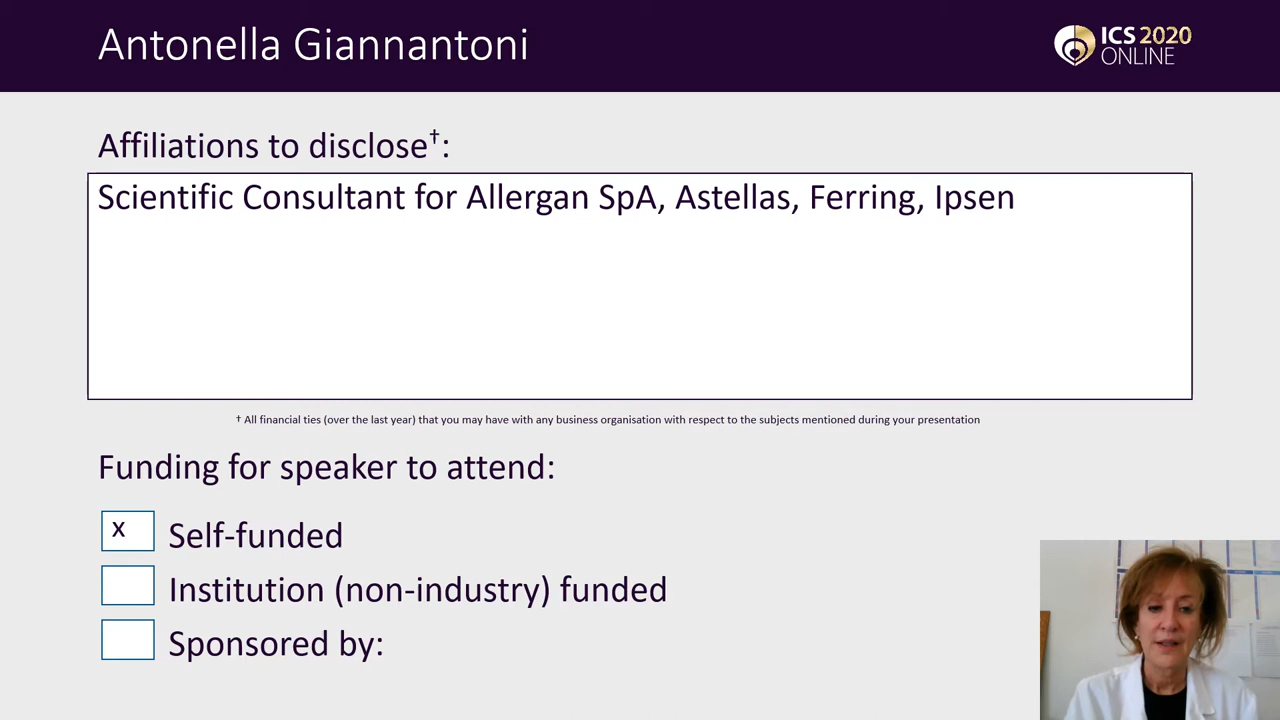 Antonella Giannantoni
ICS 2020
ONLINE
Affiliations to disclose†:
Scientific Consultant for Allergan SpA, Astellas, Ferring, Ipsen
† All financial ties (over the last year) that you may have with any business organisation with respect to the subjects mentioned during your presentation
Funding for speaker to attend:
x Self-funded
Institution (non-industry) funded
Sponsored by: